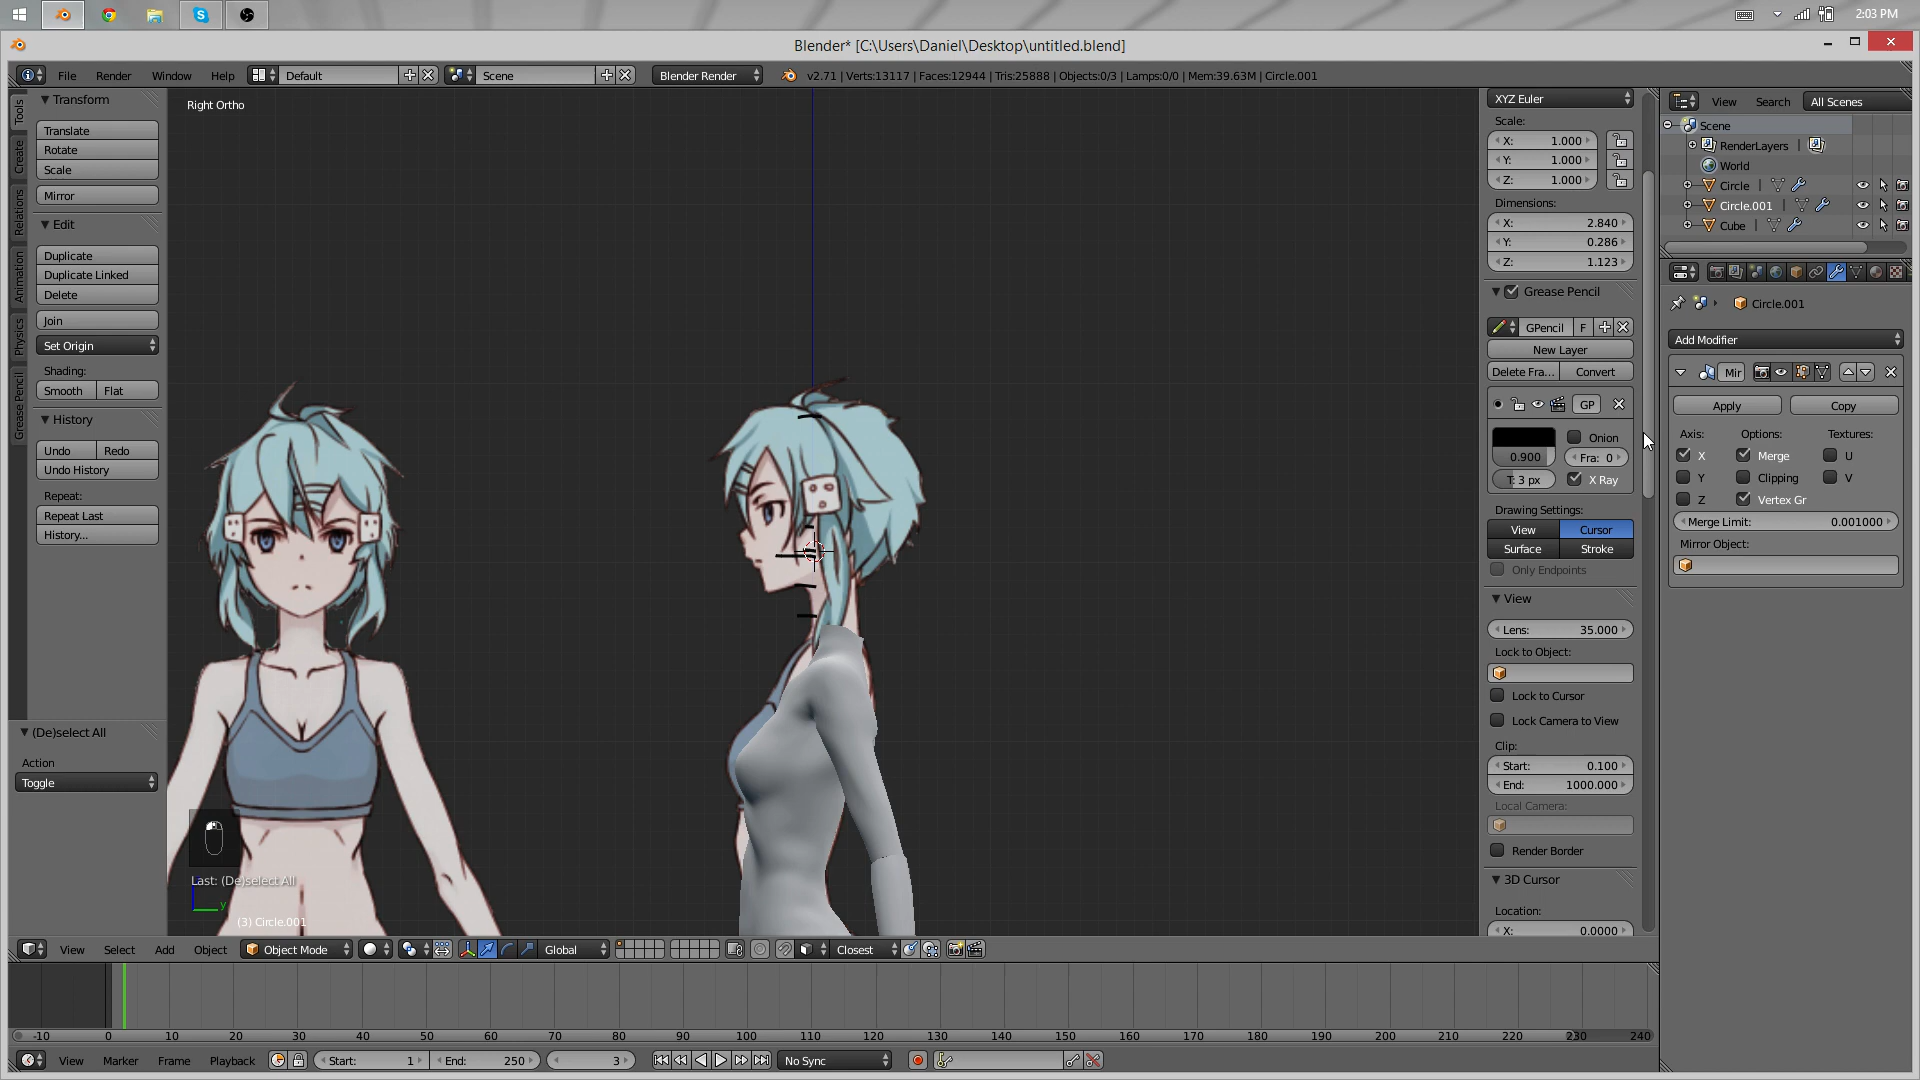 2:03 PM
Blender* [C:\Users\Daniel\Desktop\untitled.blend]
File Render Window Help Default Scene Blender Render v2.71 | Verts:13117 | Faces:12944 | Tris:25888 | Objects:0/3 | Lamps:0/0 | Mem:39.63M | Circle.001
Tools
Create
Relations
Animation
Physics
Grease Pencil
Transform
Translate
Rotate
Scale
Mirror
Edit
Duplicate
Duplicate Linked
Delete
Join
Set Origin
Shading:
Smooth Flat
History
Undo Redo
Undo History
Repeat:
Repeat Last
History...
(De)select All
Action
Toggle
Right Ortho
Last: (De)select All
y
(3) Circle.001
XYZ Euler
Scale:
X: 1.000
Y: 1.000
Z: 1.000
Dimensions:
X: 2.840
Y: 0.286
Z: 1.123
Grease Pencil
GPencil F
New Layer
Delete Fra... Convert
GP
Onion
0.900 Fra: 0
T: 3 px X Ray
Drawing Settings:
View Cursor
Surface Stroke
Only Endpoints
View
Lens: 35.000
Lock to Object:
Lock to Cursor
Lock Camera to View
Clip:
Start: 0.100
End: 1000.000
Local Camera:
Render Border
3D Cursor
Location:
X: 0.0000
View Search All Scenes
Scene
RenderLayers |
World
Circle |
Circle.001 |
Cube |
Circle.001
Add Modifier
Mir
Apply Copy
Axis: Options: Textures:
X Merge U
Y Clipping V
Z Vertex Gr
Merge Limit: 0.001000
Mirror Object:
View Select Add Object Object Mode Global Closest
-10 0 10 20 30 40 50 60 70 80 90 100 110 120 130 140 150 160 170 180 190 200 210 220 230 240
View Marker Frame Playback Start: 1 End: 250 3 No Sync